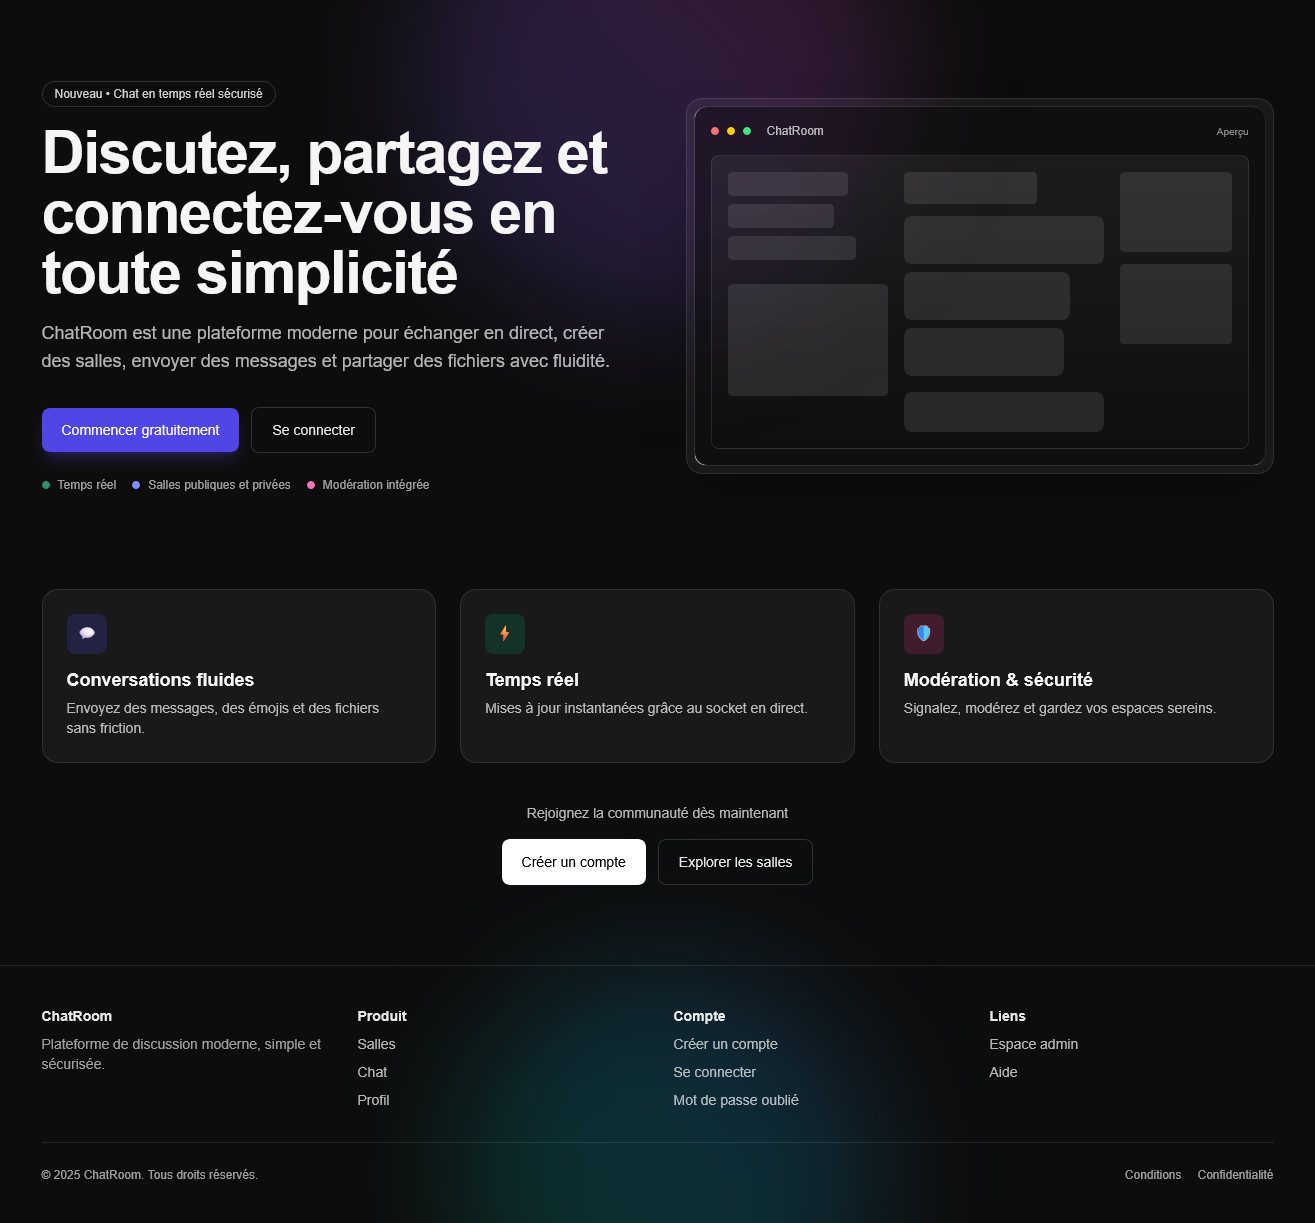 Nouveau • Chat en temps réel sécurisé
Discutez, partagez et
connectez-vous en
toute simplicité
ChatRoom est une plateforme moderne pour échanger en direct, créer
des salles, envoyer des messages et partager des fichiers avec fluidité.
Commencer gratuitement
Se connecter
Temps réel
Salles publiques et privées
Modération intégrée
ChatRoom
Aperçu
Conversations fluides
Envoyez des messages, des émojis et des fichiers
sans friction.
Temps réel
Mises à jour instantanées grâce au socket en direct.
Modération & sécurité
Signalez, modérez et gardez vos espaces sereins.
Rejoignez la communauté dès maintenant
Créer un compte
Explorer les salles
ChatRoom
Plateforme de discussion moderne, simple et
sécurisée.
Produit
Salles
Chat
Profil
Compte
Créer un compte
Se connecter
Mot de passe oublié
Liens
Espace admin
Aide
© 2025 ChatRoom. Tous droits réservés.
Conditions
Confidentialité